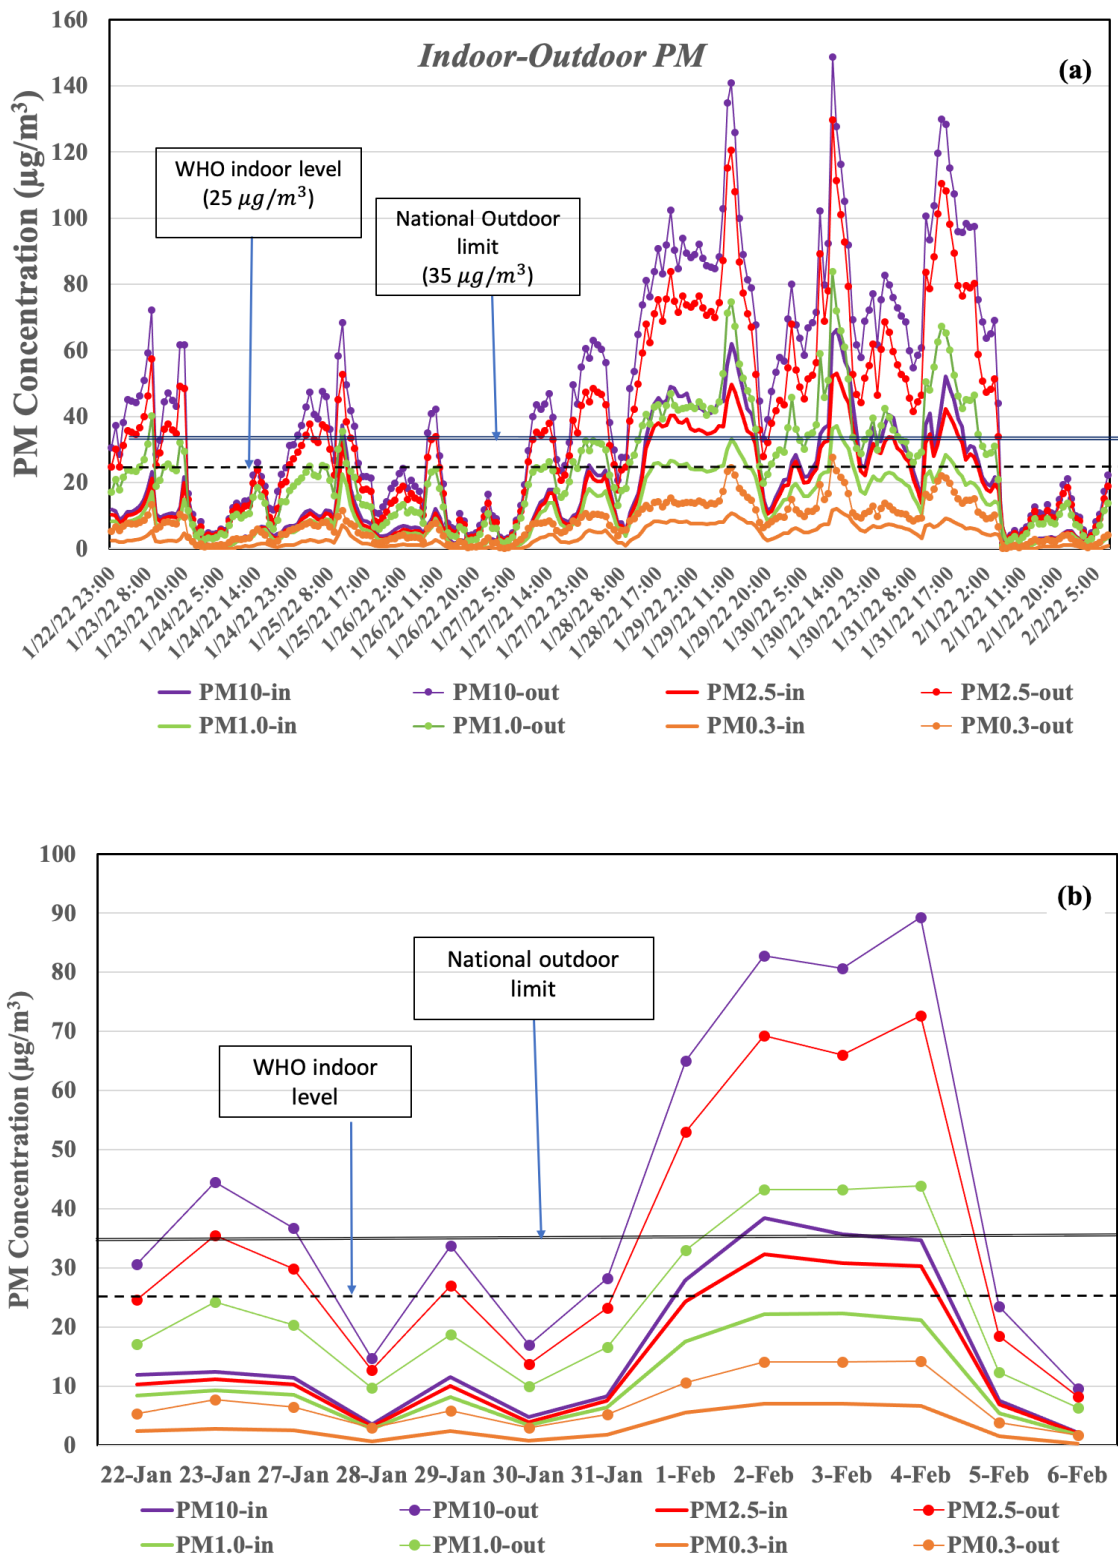 Indoor-Outdoor PM
(a)
PM Concentration (µg/m³)
160
140
120
100
80
60
40
20
0
WHO indoor level
(25 μg/m³)
National Outdoor
limit
(35 μg/m³)
1/22/22 23:00
1/23/22 8:00
1/23/22 20:00
1/24/22 5:00
1/24/22 14:00
1/24/22 23:00
1/25/22 8:00
1/25/22 17:00
1/26/22 2:00
1/26/22 11:00
1/26/22 20:00
1/27/22 5:00
1/27/22 14:00
1/27/22 23:00
1/28/22 8:00
1/28/22 17:00
1/29/22 2:00
1/29/22 11:00
1/29/22 20:00
1/30/22 5:00
1/30/22 14:00
1/30/22 23:00
1/31/22 8:00
1/31/22 17:00
2/1/22 2:00
2/1/22 11:00
2/1/22 20:00
2/2/22 5:00
PM10-in PM10-out PM2.5-in PM2.5-out
PM1.0-in PM1.0-out PM0.3-in PM0.3-out
(b)
PM Concentration (µg/m³)
100
90
80
70
60
50
40
30
20
10
0
National outdoor
limit
WHO indoor
level
22-Jan 23-Jan 27-Jan 28-Jan 29-Jan 30-Jan 31-Jan 1-Feb 2-Feb 3-Feb 4-Feb 5-Feb 6-Feb
PM10-in PM10-out PM2.5-in PM2.5-out
PM1.0-in PM1.0-out PM0.3-in PM0.3-out